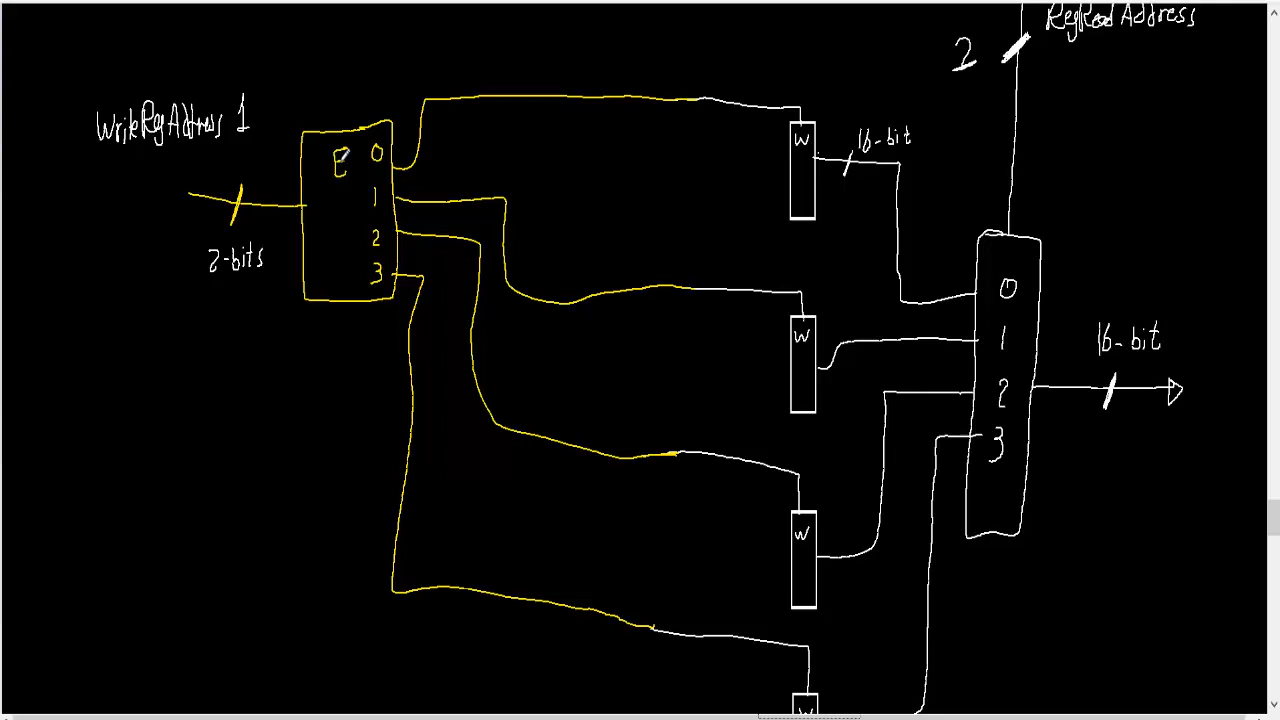 RegRead Address
2
WriteRegAddress 1
E 0
1
2
3
2-bits
W
16-bit
W
W
W
0
1
2
3
16-bit